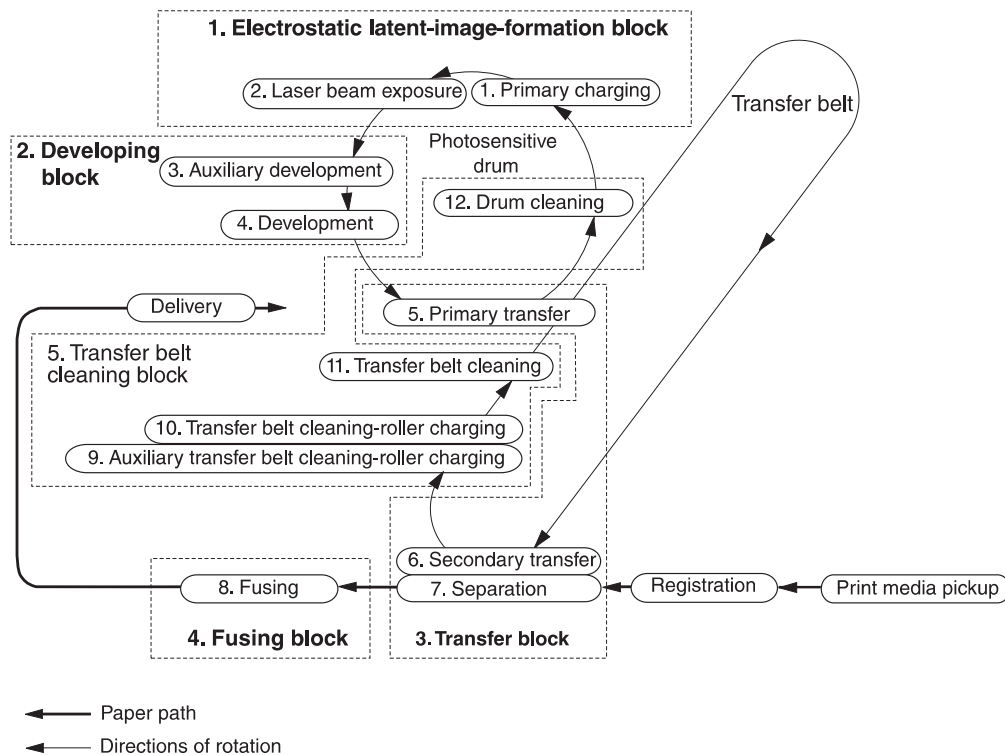 1. Electrostatic latent-image-formation block
2. Laser beam exposure
1. Primary charging
Transfer belt
2. Developing
block
Photosensitive
drum
3. Auxiliary development
12. Drum cleaning
4. Development
Delivery
5. Primary transfer
5. Transfer belt
cleaning block
11. Transfer belt cleaning
10. Transfer belt cleaning-roller charging
9. Auxiliary transfer belt cleaning-roller charging
6. Secondary transfer
7. Separation
8. Fusing
Registration
Print media pickup
4. Fusing block
3. Transfer block
Paper path
Directions of rotation